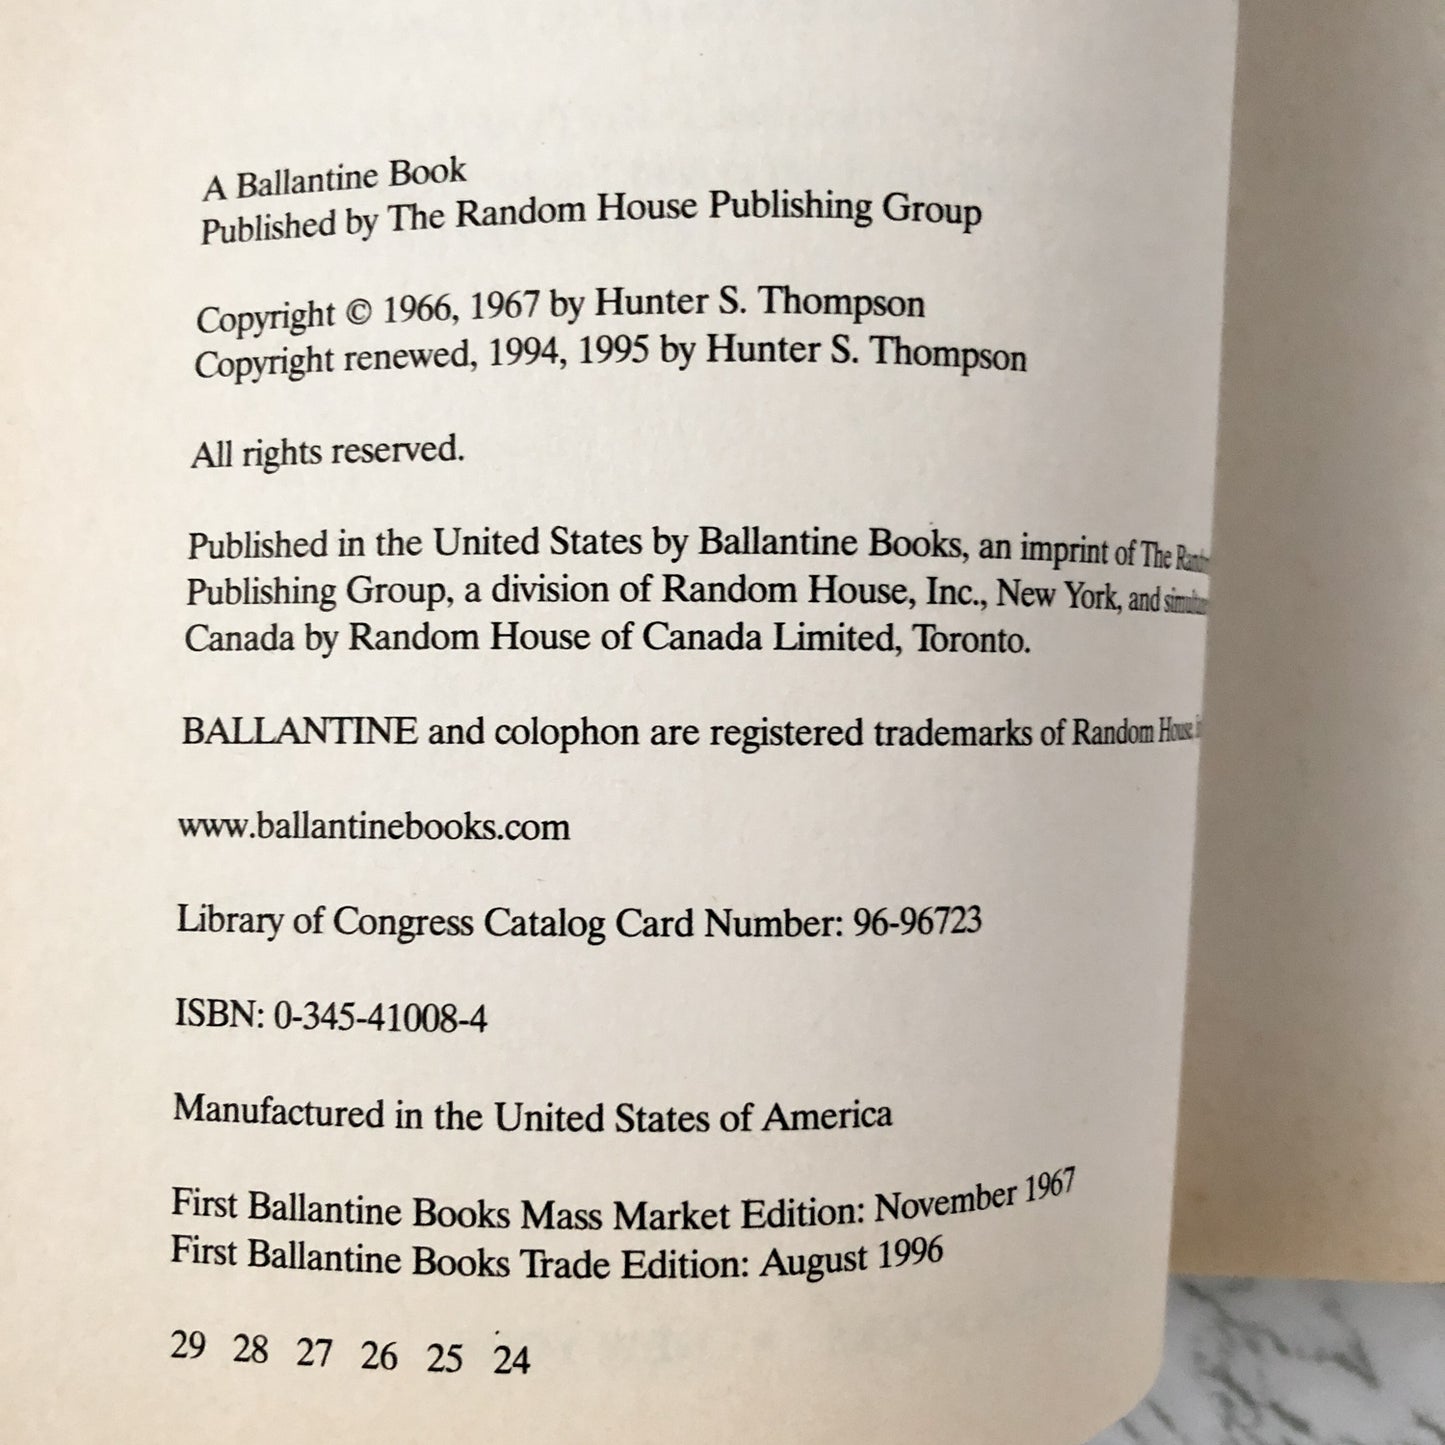 A Ballantine Book
Published by The Random House Publishing Group
Copyright © 1966, 1967 by Hunter S. Thompson
Copyright renewed, 1994, 1995 by Hunter S. Thompson
All rights reserved.
Published in the United States by Ballantine Books, an imprint of The
Publishing Group, a division of Random House, Inc., New York, and
Canada by Random House of Canada Limited, Toronto.
BALLANTINE and colophon are registered trademarks of Random House
www.ballantinebooks.com
Library of Congress Catalog Card Number: 96-96723
ISBN: 0-345-41008-4
Manufactured in the United States of America
First Ballantine Books Mass Market Edition: November 1967
First Ballantine Books Trade Edition: August 1996
29 28 27 26 25 24